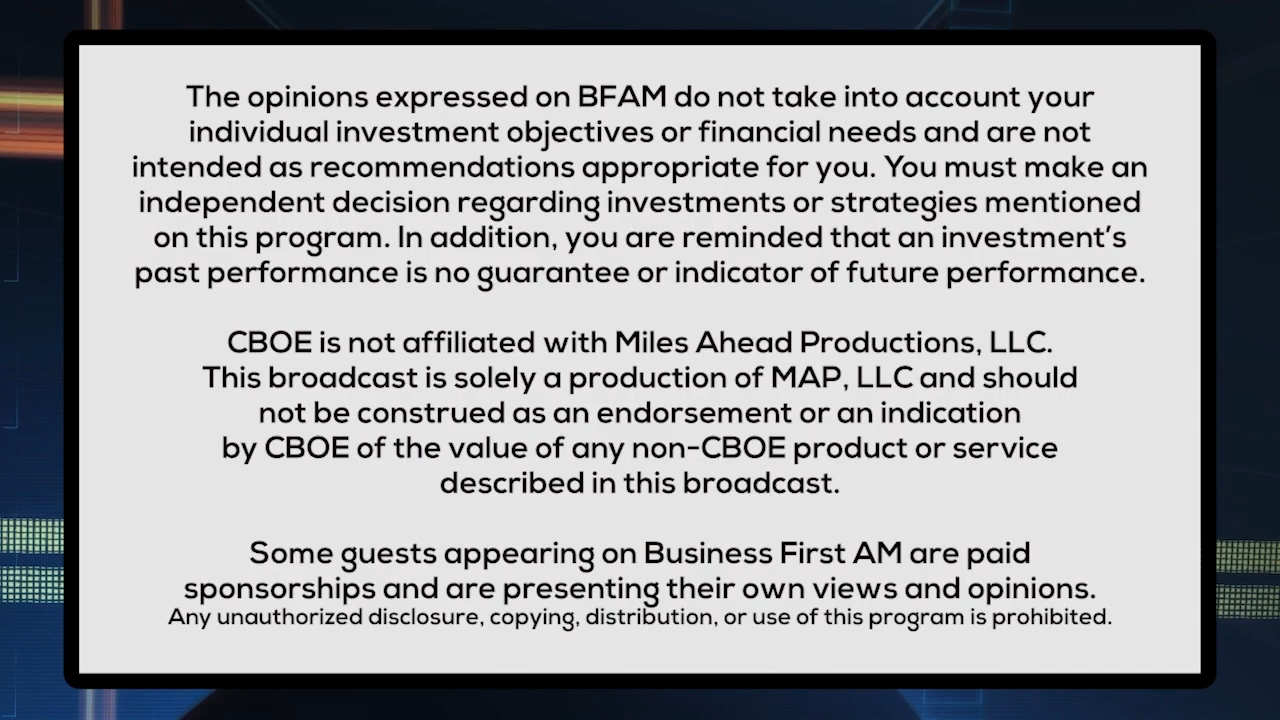 The opinions expressed on BFAM do not take into account your
individual investment objectives or financial needs and are not
intended as recommendations appropriate for you. You must make an
independent decision regarding investments or strategies mentioned
on this program. In addition, you are reminded that an investment's
past performance is no guarantee or indicator of future performance.
CBOE is not affiliated with Miles Ahead Productions, LLC.
This broadcast is solely a production of MAP, LLC and should
not be construed as an endorsement or an indication
by CBOE of the value of any non-CBOE product or service
described in this broadcast.
Some guests appearing on Business First AM are paid
sponsorships and are presenting their own views and opinions.
Any unauthorized disclosure, copying, distribution, or use of this program is prohibited.